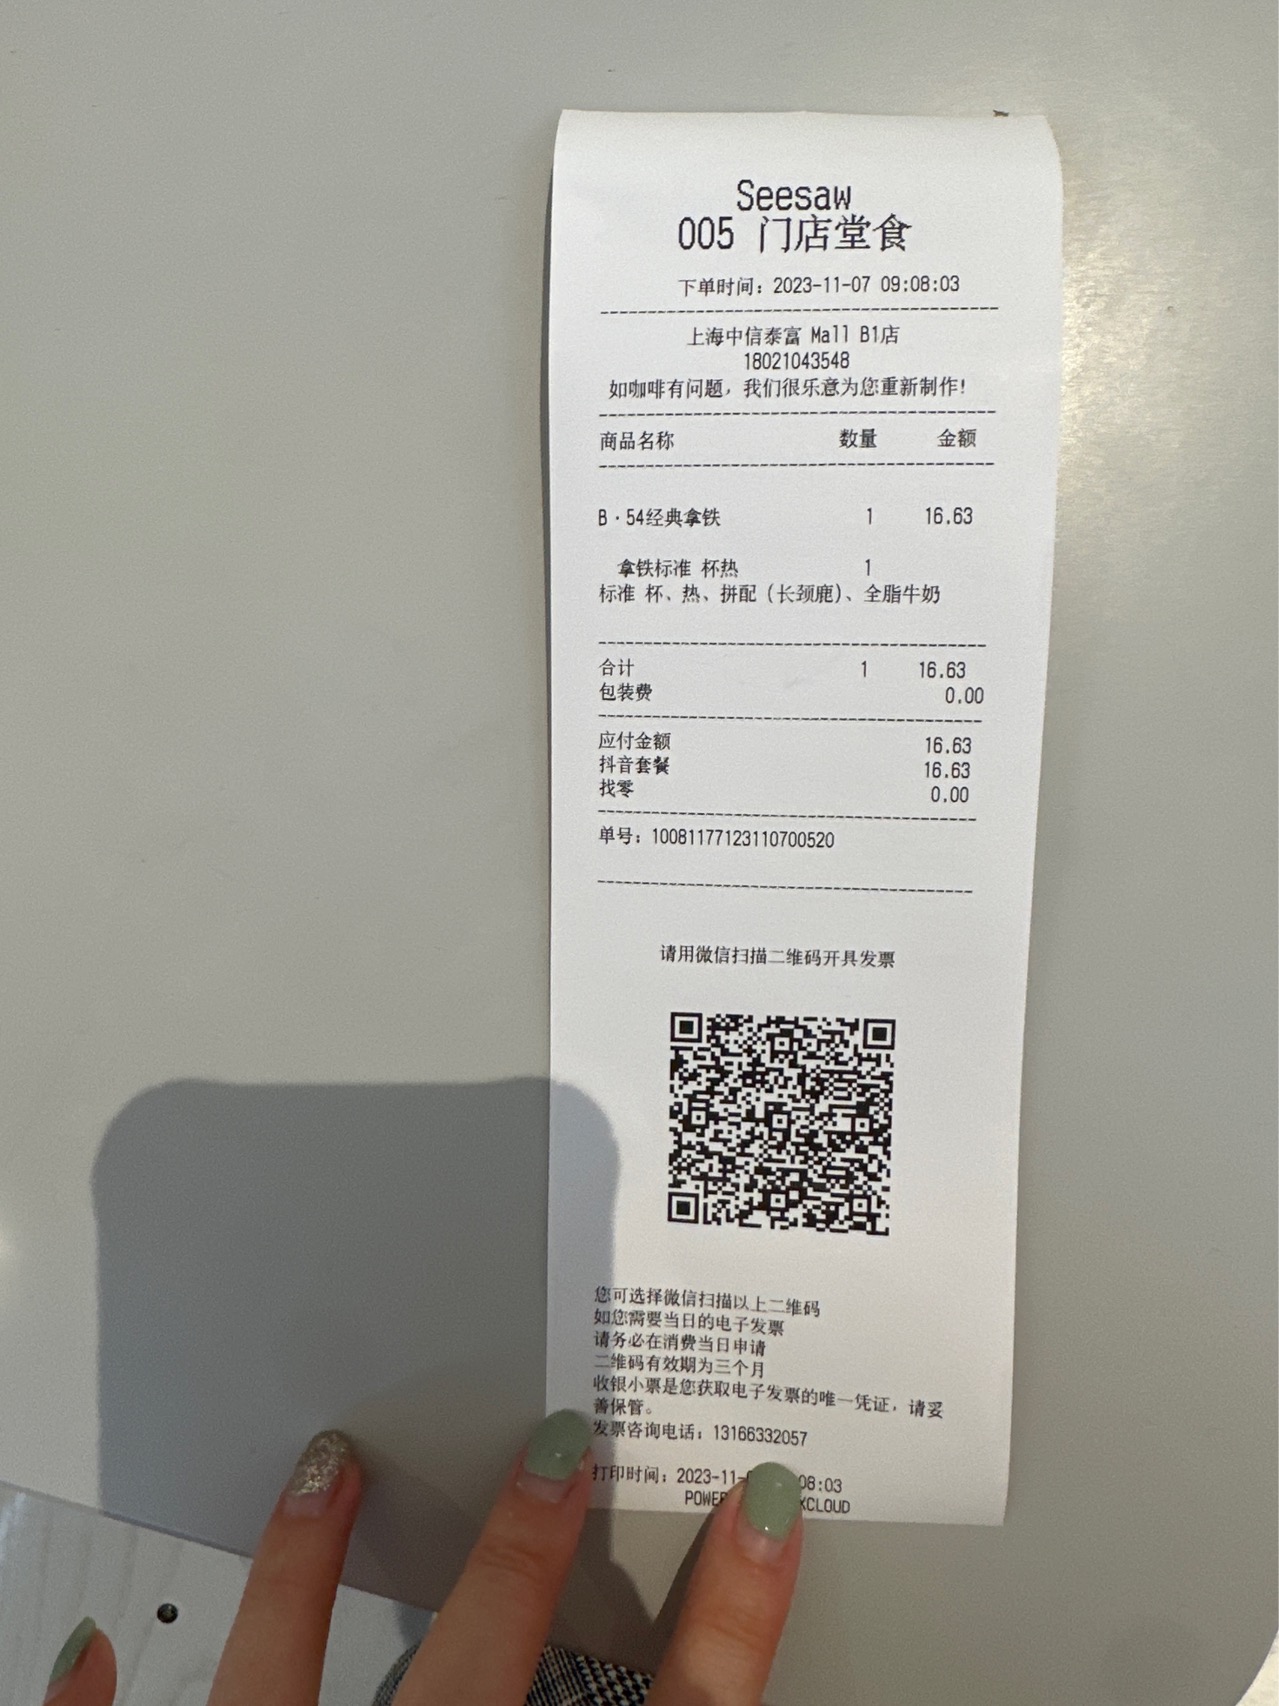 Seesaw
005 门店堂食
下单时间：2023-11-07 09:08:03
上海中信泰富 Mall B1店
18021043548
如咖啡有问题，我们很乐意为您重新制作！
商品名称 数量 金额
B·54经典拿铁 1 16.63
拿铁标准 杯热 1
标准 杯、热、拼配（长颈鹿）、全脂牛奶
合计 1 16.63
包装费 0.00
应付金额 16.63
抖音套餐 16.63
找零 0.00
单号：10081177123110700520
请用微信扫描二维码开具发票
您可选择微信扫描以上二维码
如您需要当日的电子发票
请务必在消费当日申请
二维码有效期为三个月
收银小票是您获取电子发票的唯一凭证，请妥
善保管。
发票咨询电话：13166332057
打印时间：2023-11- 08:03